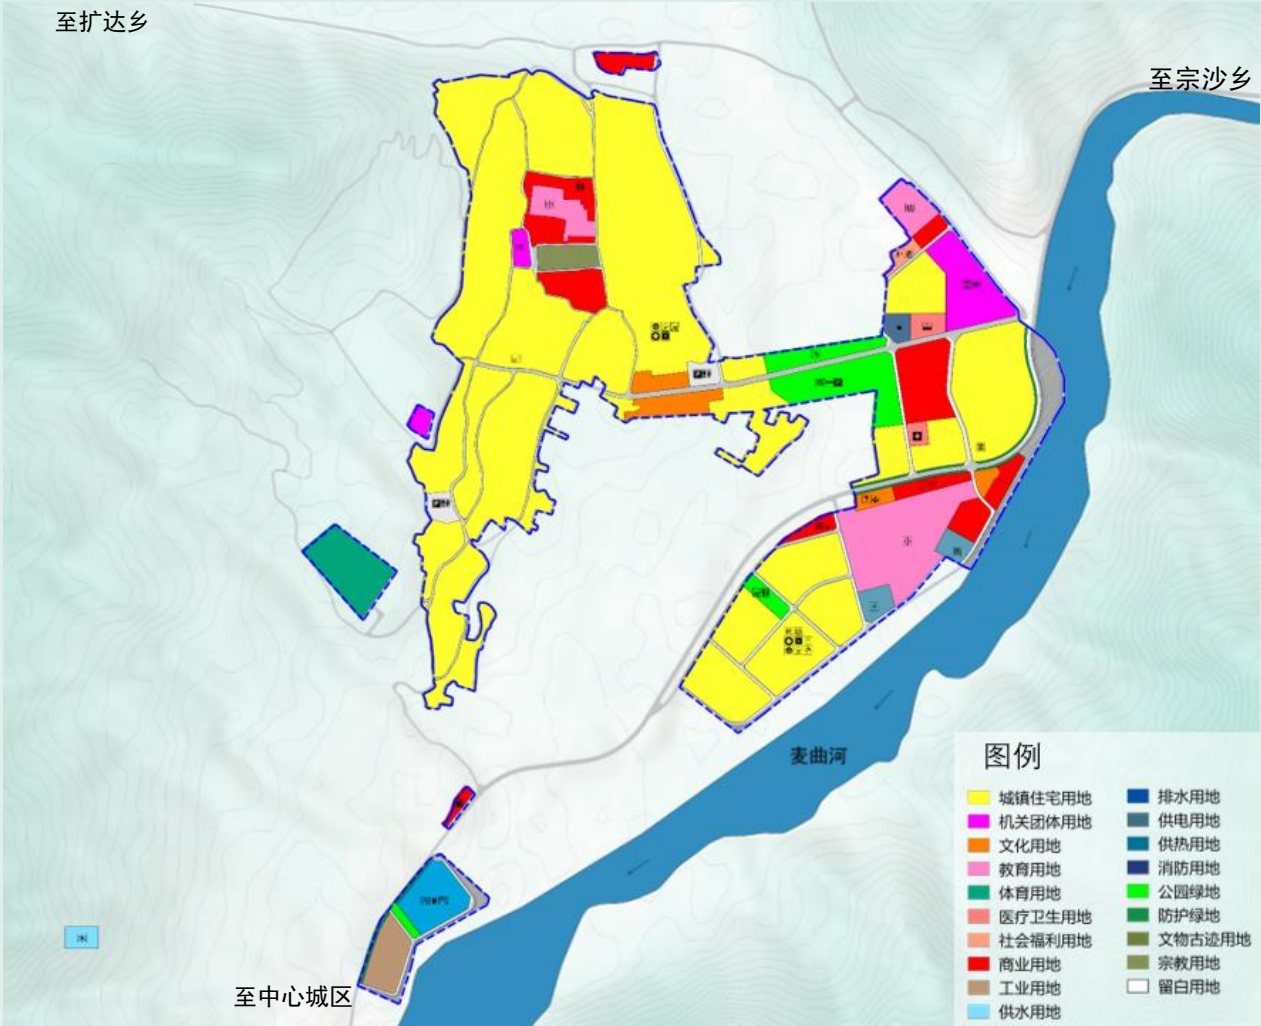 至扩达乡
至宗沙乡
麦曲河
至中心城区
图例
城镇住宅用地
机关团体用地
文化用地
教育用地
体育用地
医疗卫生用地
社会福利用地
商业用地
工业用地
供水用地
排水用地
供电用地
供热用地
消防用地
公园绿地
防护绿地
文物古迹用地
宗教用地
留白用地